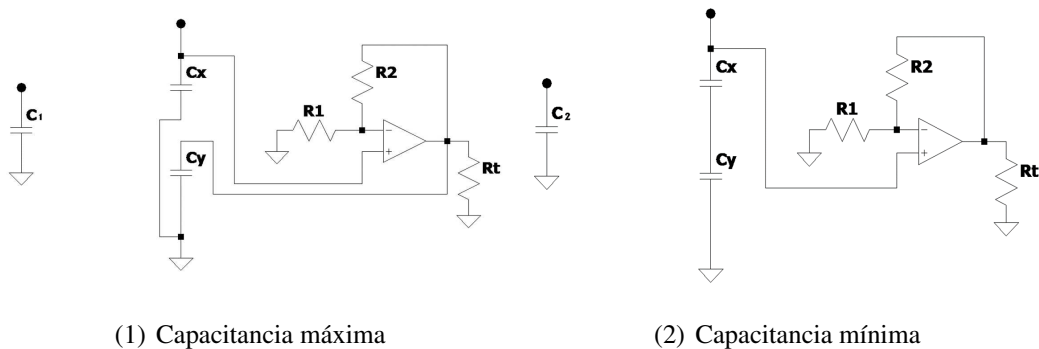 C₁
Cx
Cy
R1
R2
Rt
C₂
Cx
Cy
R1
R2
Rt
(1) Capacitancia máxima
(2) Capacitancia mínima